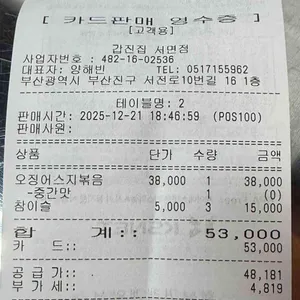 [ 카드판매 영수증 ]
[고객용]
갑진집 서면점
사업자번호 : 482-16-02536
대표자: 양해빈 TEL: 0517155962
부산광역시 부산진구 서전로10번길 16 1층
테이블명: 2
판매시간: 2025-12-21 18:46:59 (POS100)
판매사원:
상품 단가 수량 금액
오징어스지볶음 38,000 1 38,000
-중간맛 1 (0)
참이슬 5,000 3 15,000
합 계:: 53,000
카 드:: 53,000
공급가:: 48,181
부가세:: 4,819